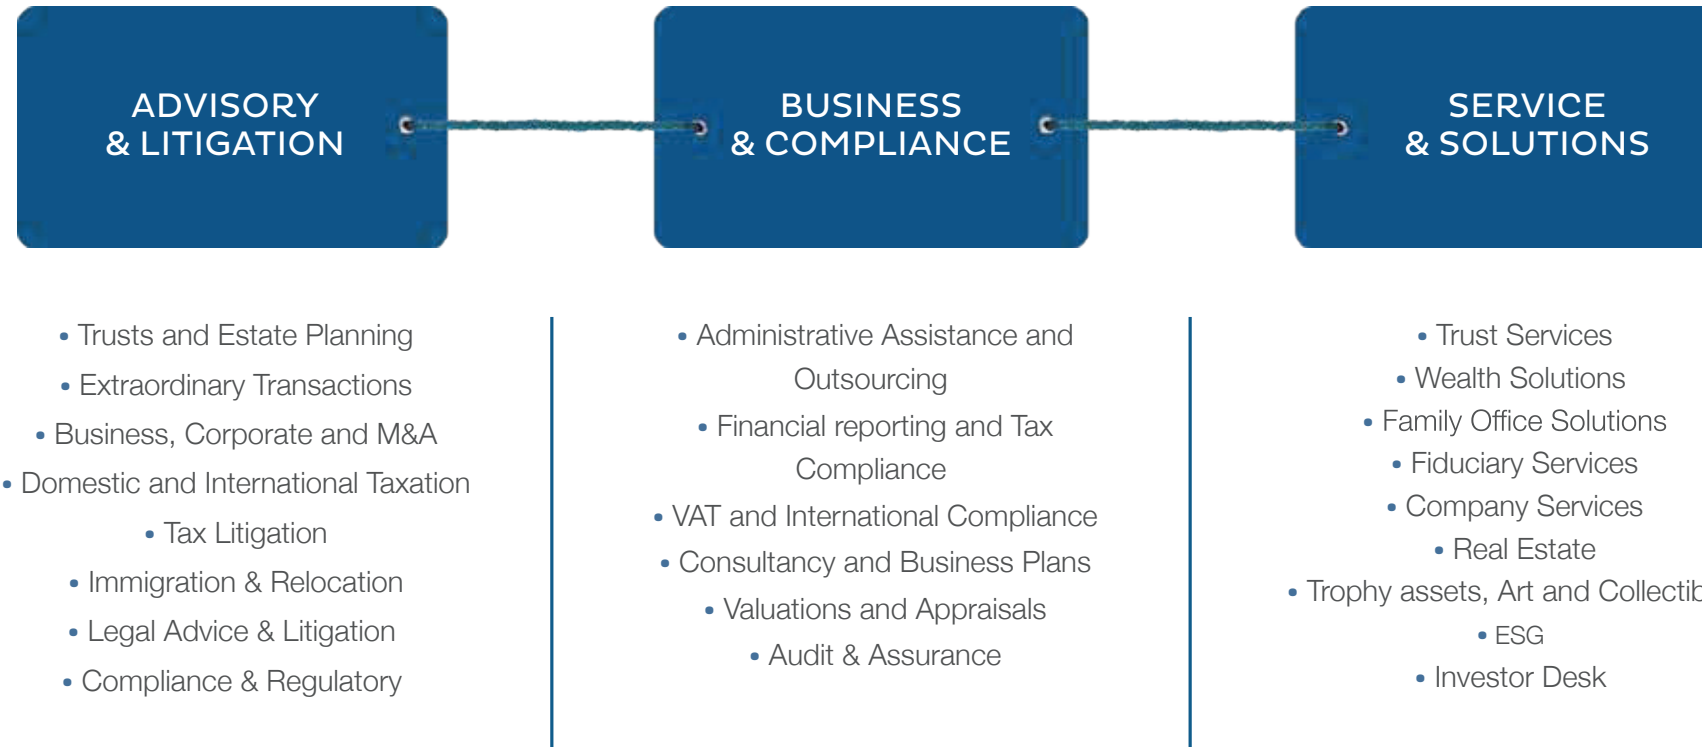 ADVISORY
& LITIGATION
• Trusts and Estate Planning
• Extraordinary Transactions
• Business, Corporate and M&A
• Domestic and International Taxation
• Tax Litigation
• Immigration & Relocation
• Legal Advice & Litigation
• Compliance & Regulatory
BUSINESS
& COMPLIANCE
• Administrative Assistance and
Outsourcing
• Financial reporting and Tax
Compliance
• VAT and International Compliance
• Consultancy and Business Plans
• Valuations and Appraisals
• Audit & Assurance
SERVICE
& SOLUTIONS
• Trust Services
• Wealth Solutions
• Family Office Solutions
• Fiduciary Services
• Company Services
• Real Estate
• Trophy assets, Art and
• ESG
• Investor Desk